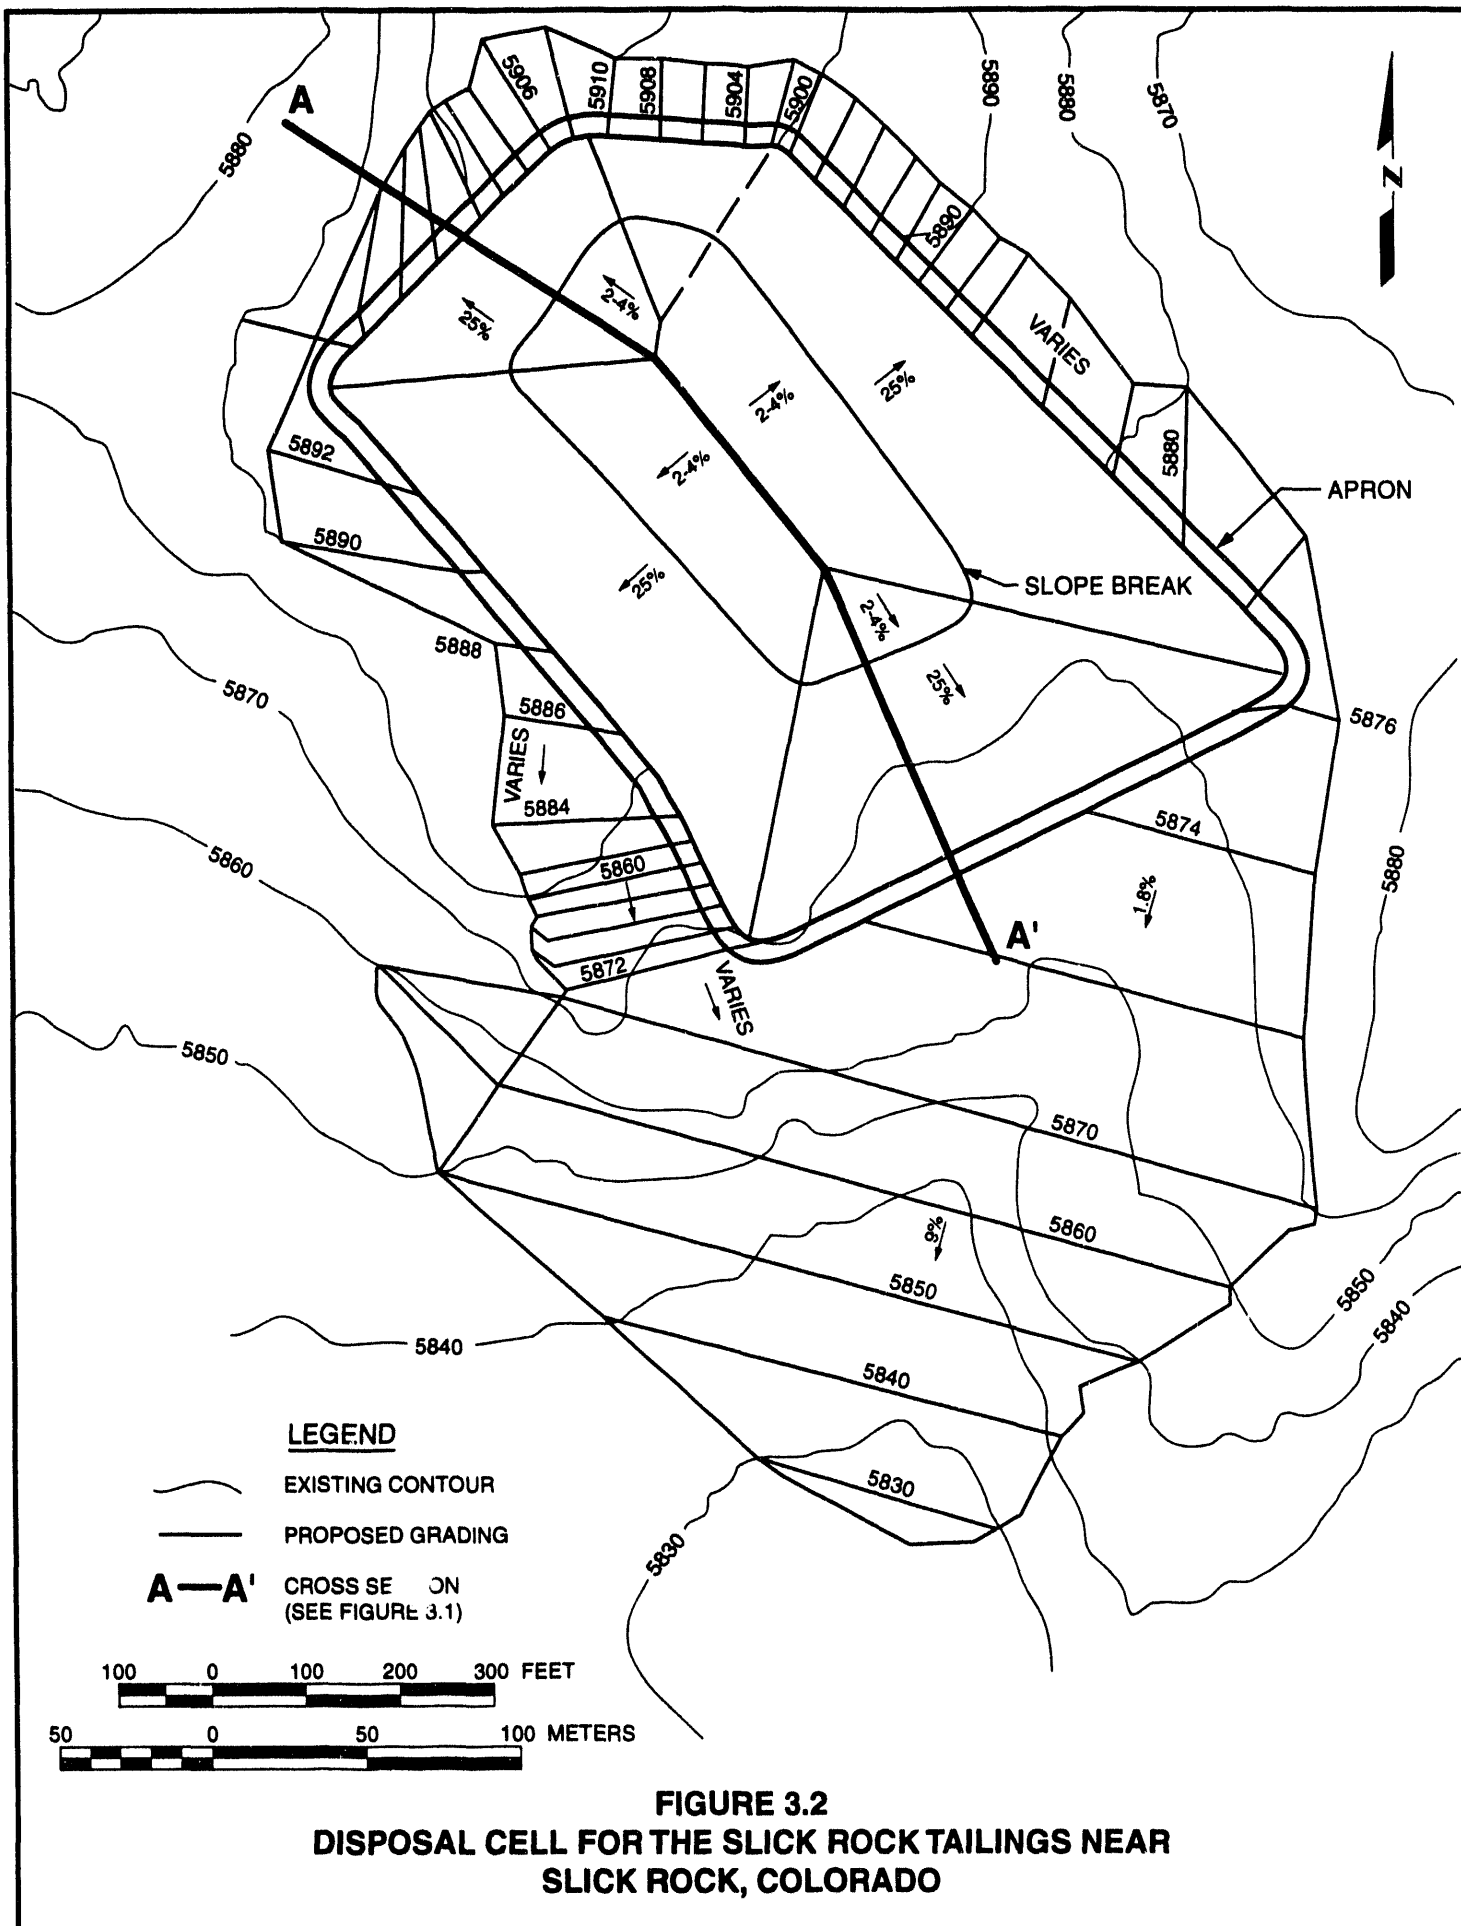 A
5906
5910
5908
5904
5900
5890
5880
5870
5880
N
5890
2-4%
25%
VARIES
2-4%
25%
5892
2-4%
5880
APRON
5890
25%
SLOPE BREAK
2-4%
5888
25%
5870
5886
5876
VARIES
5884
5874
5860
5860
5880
1.8%
A'
5872
VARIES
5850
5870
9%
5860
5850
5850
5840
5840
5840
5830
5830
LEGEND
EXISTING CONTOUR
PROPOSED GRADING
A A' CROSS SE ON
(SEE FIGURE 3.1)
100 0 100 200 300 FEET
50 0 50 100 METERS
FIGURE 3.2
DISPOSAL CELL FOR THE SLICK ROCK TAILINGS NEAR
SLICK ROCK, COLORADO